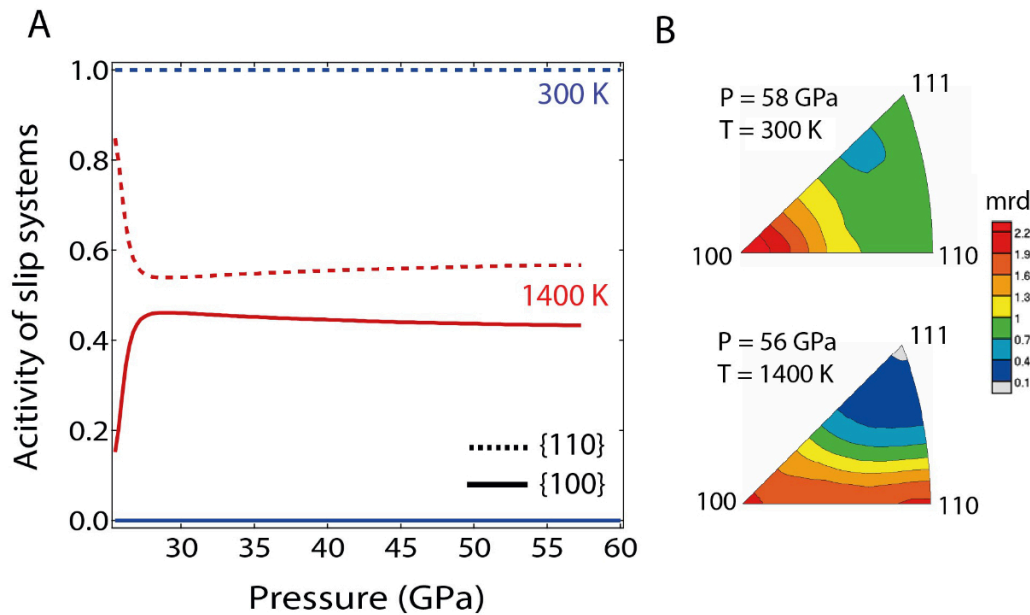 A
1.0
0.8
0.6
0.4
0.2
0.0
Acitivity of slip systems
300 K
1400 K
{110}
{100}
30 35 40 45 50 55 60
Pressure (GPa)
B
P = 58 GPa
T = 300 K
111
100
110
mrd
2.2
1.9
1.6
1.3
1
0.7
0.4
0.1
P = 56 GPa
T = 1400 K
111
100
110